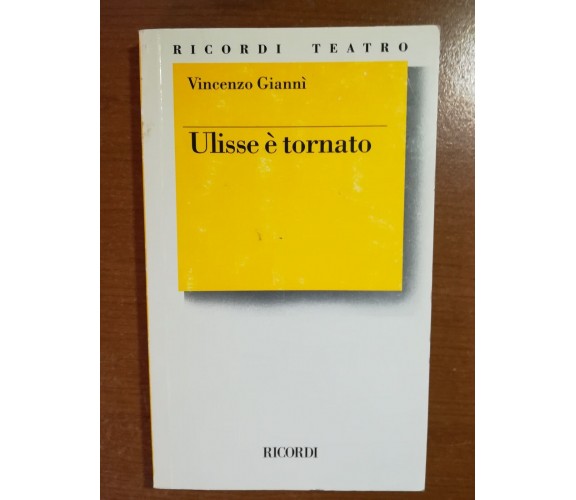 RICORDI TEATRO
Vincenzo Giannì
Ulisse è tornato
RICORDI